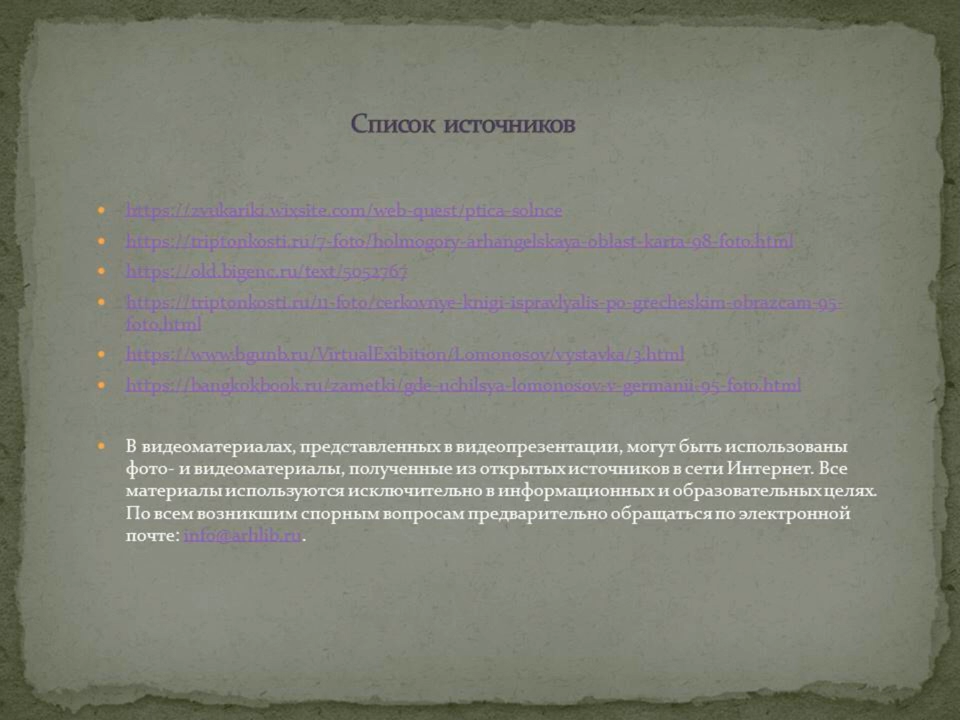 Список источников
https://zvukariki.wixsite.com/web-quest/ptica-solnce
https://triptonkosti.ru/7-foto/holmogory-arhangelskaya-oblast-karta-98-foto.html
https://old.bigenc.ru/text/5052767
https://triptonkosti.ru/11-foto/cerkovnye-knigi-ispravlyalis-po-grecheskim-obrazcam-95-
foto.html
https://www.bgunb.ru/VirtualExibition/Lomonosov/vystavka/3.html
https://bangkokbook.ru/zametki/gde-uchilsya-lomonosov-v-germanii-95-foto.html
В видеоматериалах, представленных в видеопрезентации, могут быть использованы
фото- и видеоматериалы, полученные из открытых источников в сети Интернет. Все
материалы используются исключительно в информационных и образовательных целях.
По всем возникшим спорным вопросам предварительно обращаться по электронной
почте: info@arhlib.ru.